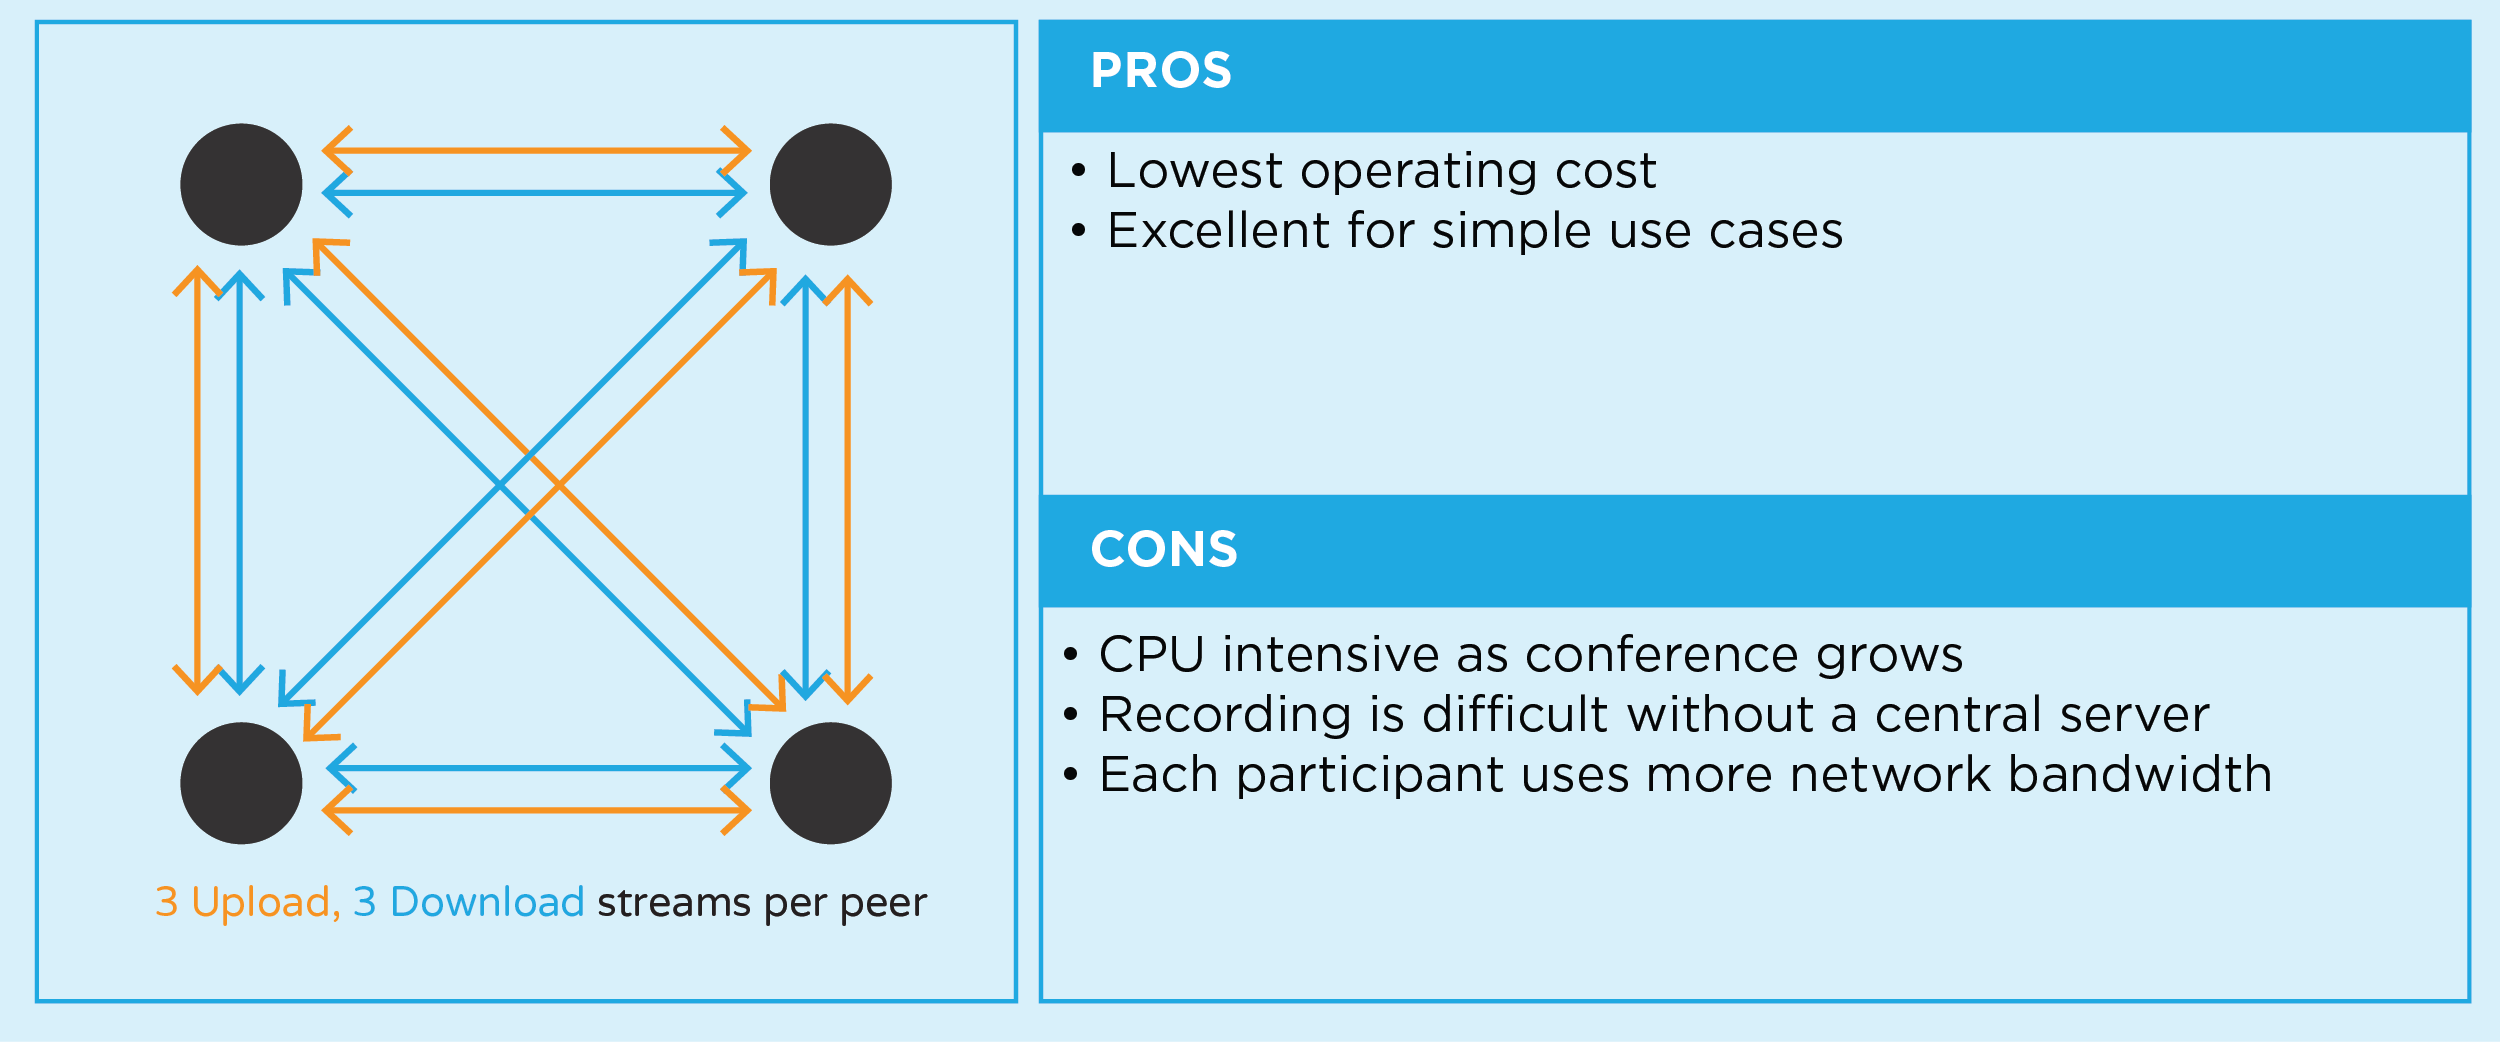 PROS
• Lowest operating cost
• Excellent for simple use cases
CONS
• CPU intensive as conference grows
• Recording is difficult without a central server
• Each participant uses more network bandwidth
3 Upload, 3 Download streams per peer